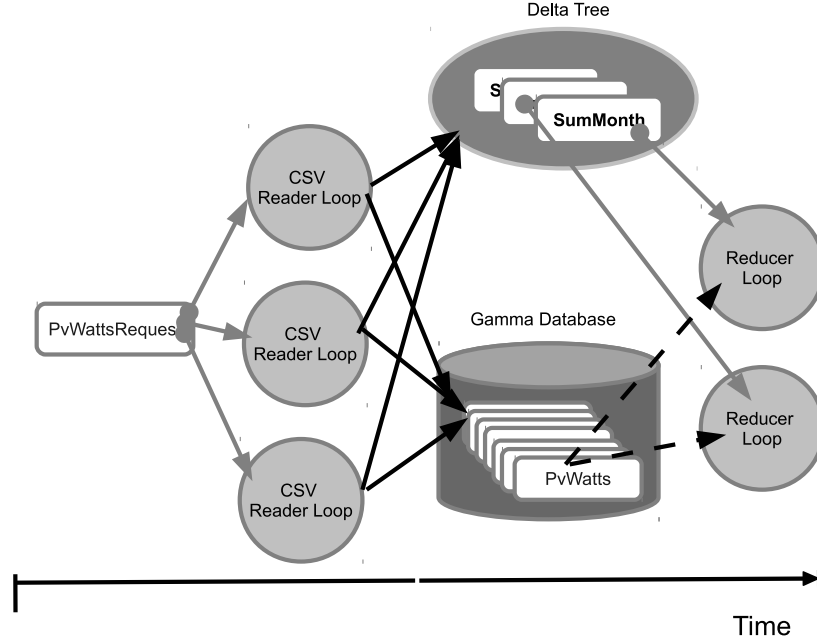 Delta Tree
S
SumMonth
CSV
Reader Loop
Reducer
Loop
PvWattsReques
CSV
Reader Loop
Gamma Database
Reducer
Loop
CSV
Reader Loop
PvWatts
Time